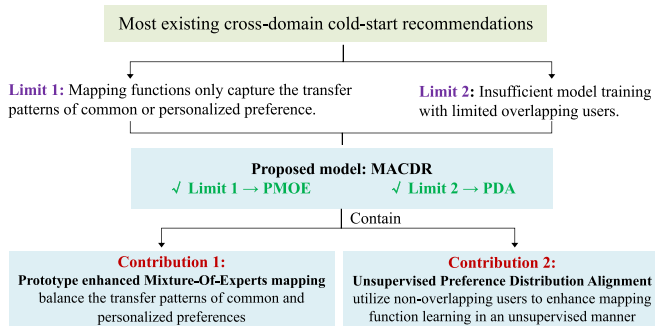 Most existing cross-domain cold-start recommendations
Limit 1: Mapping functions only capture the transfer
patterns of common or personalized preference.
Limit 2: Insufficient model training
with limited overlapping users.
Proposed model: MACDR
√ Limit 1 → PMOE
√ Limit 2 → PDA
Contain
Contribution 1:
Prototype enhanced Mixture-Of-Experts mapping
balance the transfer patterns of common and
personalized preferences
Contribution 2:
Unsupervised Preference Distribution Alignment
utilize non-overlapping users to enhance mapping
function learning in an unsupervised manner